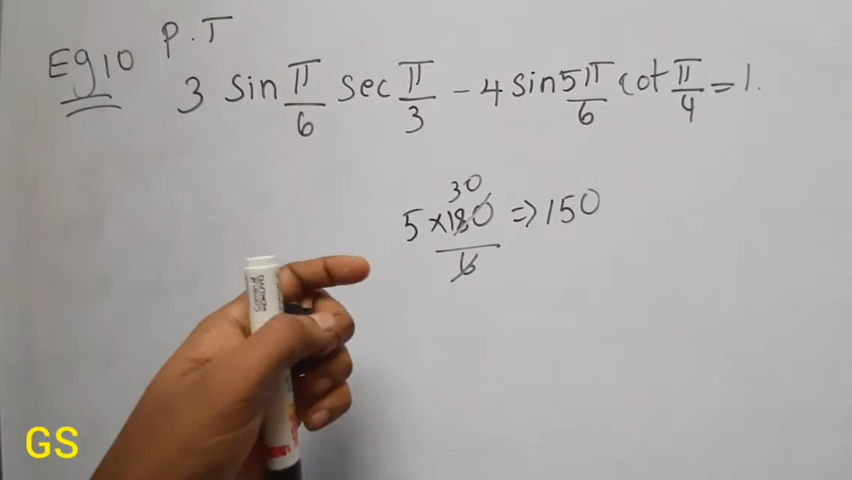 Eg10 P.T
3 sin π/6 sec π/3 - 4 sin 5π/6 cot π/4 = 1.
30
5×180/6 => 150
GS